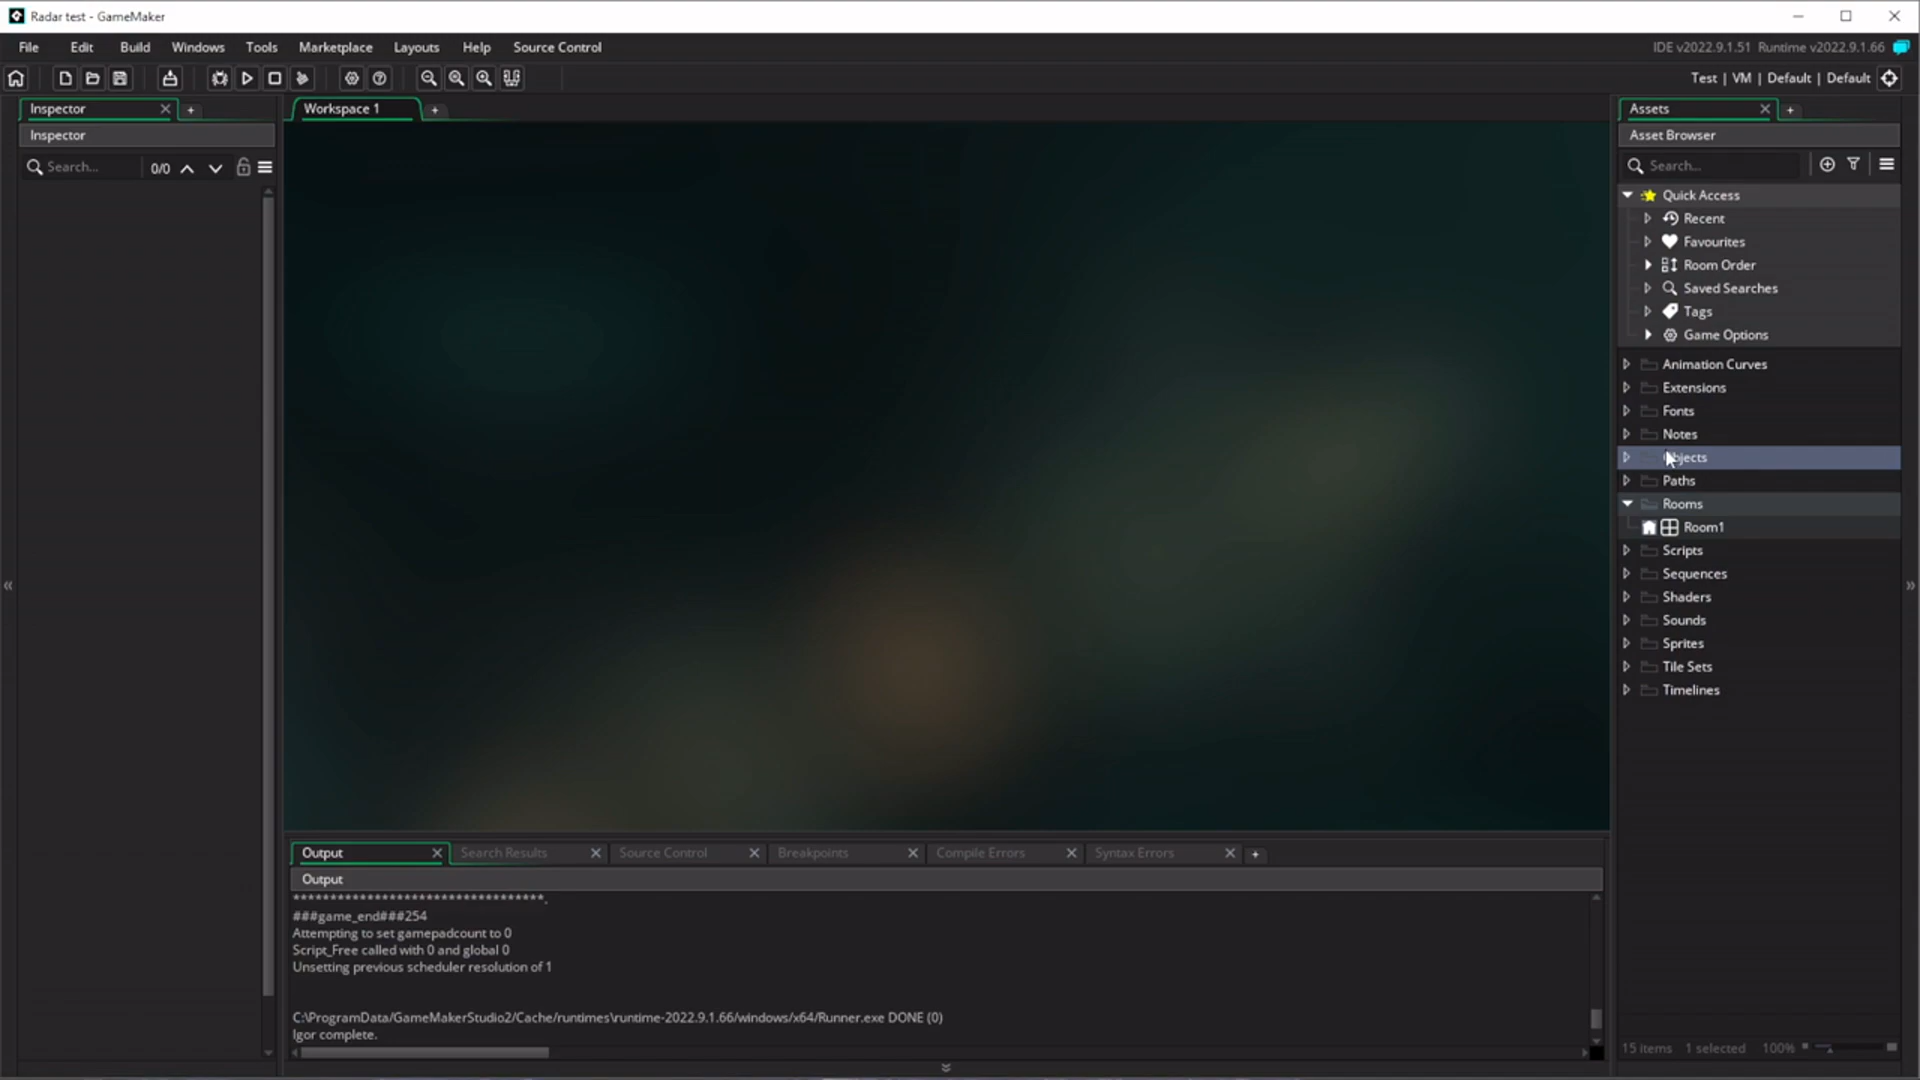 Radar test - GameMaker
File Edit Build Windows Tools Marketplace Layouts Help Source Control
IDE v2022.9.1.51 Runtime v2022.9.1.66
Test | VM | Default | Default
Inspector
Inspector
Search...
0/0
Workspace 1
Assets
Asset Browser
Search...
Quick Access
Recent
Favourites
Room Order
Saved Searches
Tags
Game Options
Animation Curves
Extensions
Fonts
Notes
Paths
Rooms
Room1
Scripts
Sequences
Shaders
Sounds
Sprites
Tile Sets
Timelines
Output Search Results Source Control Breakpoints Compile Errors Syntax Errors
Output
***********************************.
###game_end###254
Attempting to set gamepadcount to 0
Script_Free called with 0 and global 0
Unsetting previous scheduler resolution of 1
C:\ProgramData/GameMakerStudio2/Cache/runtimes\runtime-2022.9.1.66/windows/x64/Runner.exe DONE (0)
Igor complete.
15 items 1 selected 100%